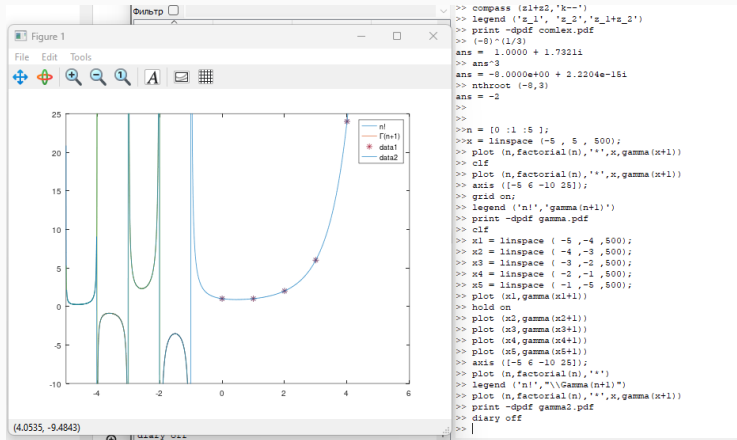 Фильтр
Figure 1
File Edit Tools
A
25
20
15
10
5
0
-5
-10
-4
-2
0
2
4
6
n!
Γ(n+1)
data1
data2
(4.0535, -9.4843)
diary off
>> compass (z1+z2,'k--')
>> legend ('z_1', 'z_2','z_1+z_2')
>> print -dpdf comlex.pdf
>> (-8)^(1/3)
ans =  1.0000 + 1.7321i
>> ans^3
ans = -8.0000e+00 + 2.2204e-15i
>> nthroot (-8,3)
ans = -2
>>
>>
>>n = [0 :1 :5 ];
>>x = linspace (-5 , 5 , 500);
>> plot (n,factorial(n),'*',x,gamma(x+1))
>> clf
>> plot (n,factorial(n),'*',x,gamma(x+1))
>> axis ([-5 6 -10 25]);
>> grid on;
>> legend ('n!','gamma(n+1)')
>> print -dpdf gamma.pdf
>> clf
>> x1 = linspace ( -5 ,-4 ,500);
>> x2 = linspace ( -4 ,-3 ,500);
>> x3 = linspace ( -3 ,-2 ,500);
>> x4 = linspace ( -2 ,-1 ,500);
>> x5 = linspace ( -1 ,-5 ,500);
>> plot (x1,gamma(x1+1))
>> hold on
>> plot (x2,gamma(x2+1))
>> plot (x3,gamma(x3+1))
>> plot (x4,gamma(x4+1))
>> plot (x5,gamma(x5+1))
>> axis ([-5 6 -10 25]);
>> plot (n,factorial(n),'*')
>> legend ('n!',"\\Gamma(n+1)")
>> plot (n,factorial(n),'*',x,gamma(x+1))
>> print -dpdf gamma2.pdf
>> diary off
>>